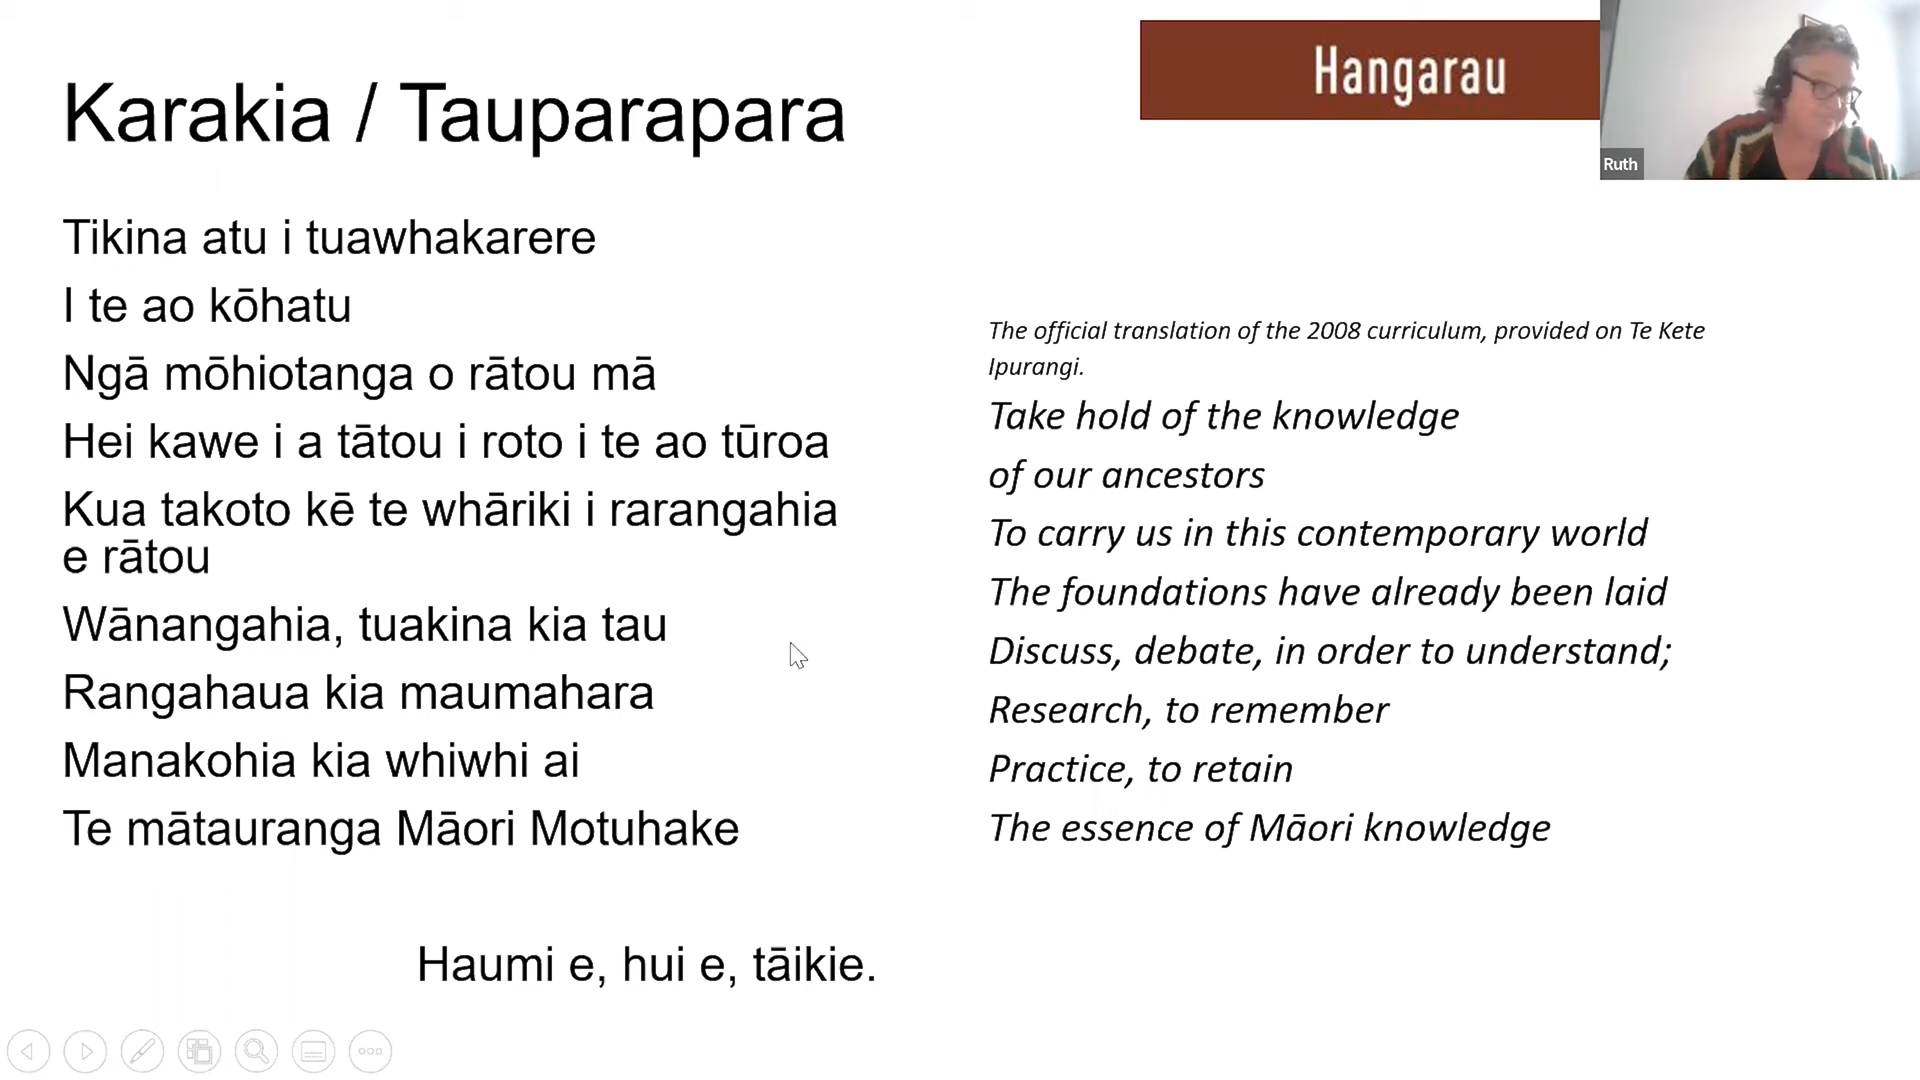 Karakia / Tauparapara
Hangarau
Ruth
Tikina atu i tuawhakarere
I te ao kōhatu
Ngā mōhiotanga o rātou mā
Hei kawe i a tātou i roto i te ao tūroa
Kua takoto kē te whāriki i rarangahia
e rātou
Wānangahia, tuakina kia tau
Rangahaua kia maumahara
Manakohia kia whiwhi ai
Te mātauranga Māori Motuhake
Haumi e, hui e, tāikie.
The official translation of the 2008 curriculum, provided on Te Kete
Ipurangi.
Take hold of the knowledge
of our ancestors
To carry us in this contemporary world
The foundations have already been laid
Discuss, debate, in order to understand;
Research, to remember
Practice, to retain
The essence of Māori knowledge